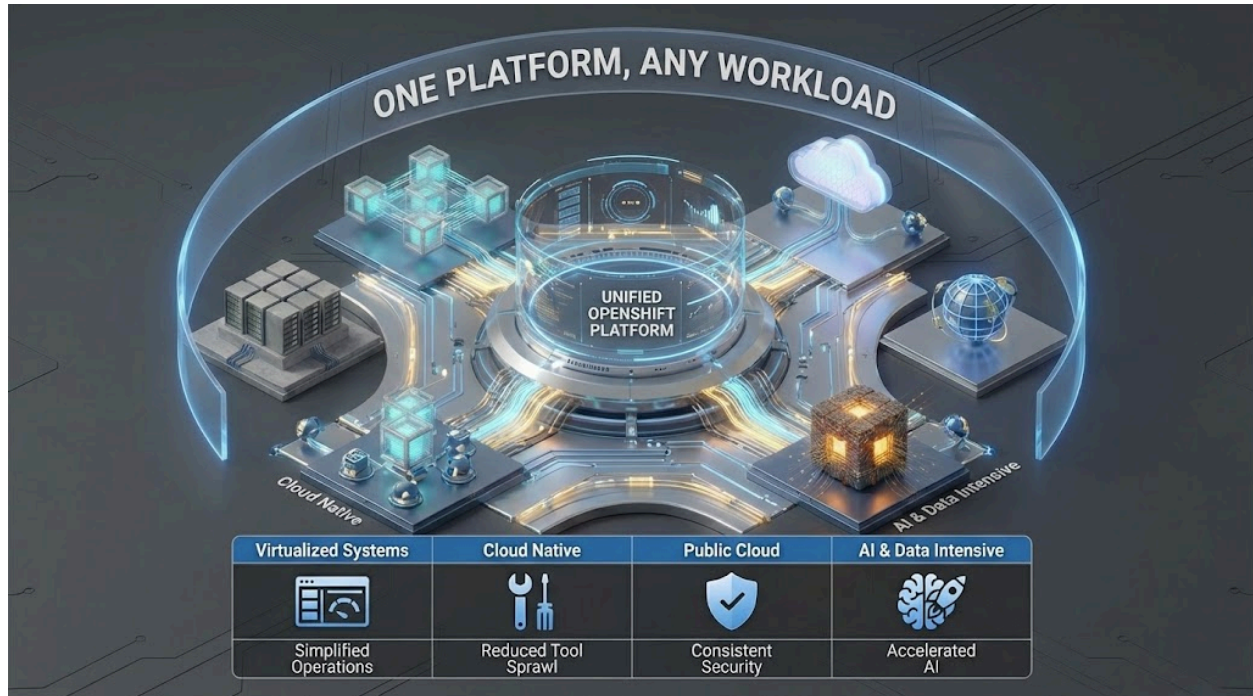 ONE PLATFORM, ANY WORKLOAD
UNIFIED
OPENSHIFT
PLATFORM
Cloud Native
AI & Data Intensive
Virtualized Systems
Cloud Native
Public Cloud
AI & Data Intensive
Simplified
Operations
Reduced Tool
Sprawl
Consistent
Security
Accelerated
AI